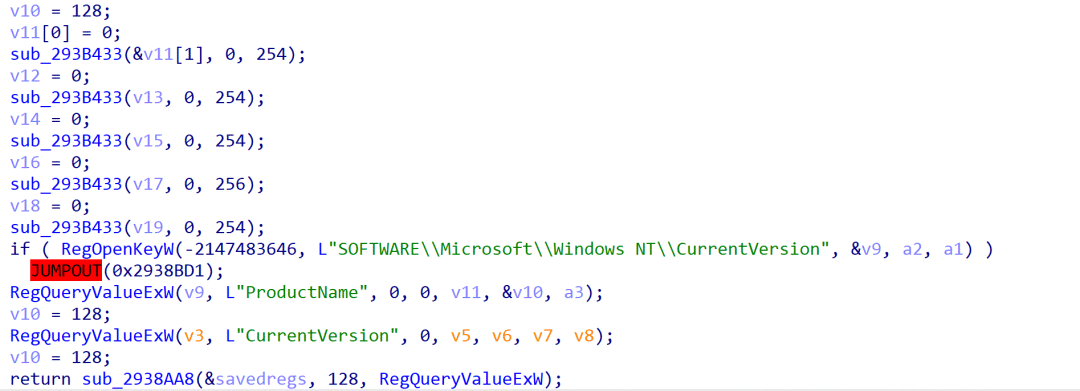 v10 = 128;
v11[0] = 0;
sub_293B433(&v11[1], 0, 254);
v12 = 0;
sub_293B433(v13, 0, 254);
v14 = 0;
sub_293B433(v15, 0, 254);
v16 = 0;
sub_293B433(v17, 0, 256);
v18 = 0;
sub_293B433(v19, 0, 254);
if ( RegOpenKeyW(-2147483646, L"SOFTWARE\\Microsoft\\Windows NT\\CurrentVersion", &v9, a2, a1) )
JUMPOUT(0x2938BD1);
RegQueryValueExW(v9, L"ProductName", 0, 0, v11, &v10, a3);
v10 = 128;
RegQueryValueExW(v3, L"CurrentVersion", 0, v5, v6, v7, v8);
v10 = 128;
return sub_2938AA8(&savedregs, 128, RegQueryValueExW);